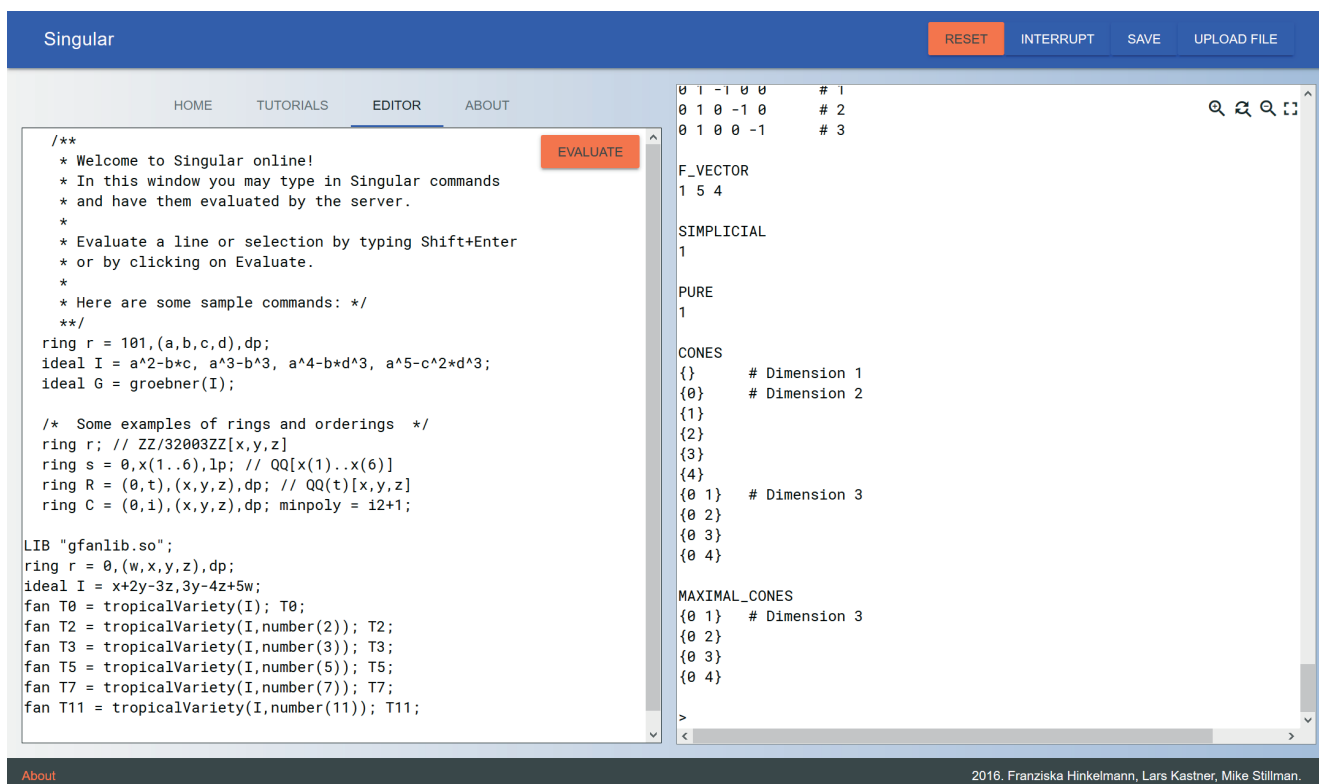 Singular
RESET INTERRUPT SAVE UPLOAD FILE
HOME TUTORIALS EDITOR ABOUT
EVALUATE
/**
* Welcome to Singular online!
* In this window you may type in Singular commands
* and have them evaluated by the server.
*
* Evaluate a line or selection by typing Shift+Enter
* or by clicking on Evaluate.
*
* Here are some sample commands: */
**/
ring r = 101,(a,b,c,d),dp;
ideal I = a^2-b*c, a^3-b^3, a^4-b*d^3, a^5-c^2*d^3;
ideal G = groebner(I);
/*  Some examples of rings and orderings  */
ring r; // ZZ/32003ZZ[x,y,z]
ring s = 0,x(1..6),lp; // QQ[x(1)..x(6)]
ring R = (0,t),(x,y,z),dp; // QQ(t)[x,y,z]
ring C = (0,i),(x,y,z),dp; minpoly = i2+1;
LIB "gfanlib.so";
ring r = 0,(w,x,y,z),dp;
ideal I = x+2y-3z,3y-4z+5w;
fan T0 = tropicalVariety(I); T0;
fan T2 = tropicalVariety(I,number(2)); T2;
fan T3 = tropicalVariety(I,number(3)); T3;
fan T5 = tropicalVariety(I,number(5)); T5;
fan T7 = tropicalVariety(I,number(7)); T7;
fan T11 = tropicalVariety(I,number(11)); T11;
0 1 -1 0 0 # 1
0 1 0 -1 0 # 2
0 1 0 0 -1 # 3
F_VECTOR
1 5 4
SIMPLICIAL
1
PURE
1
CONES
{} # Dimension 1
{0} # Dimension 2
{1}
{2}
{3}
{4}
{0 1} # Dimension 3
{0 2}
{0 3}
{0 4}
MAXIMAL_CONES
{0 1} # Dimension 3
{0 2}
{0 3}
{0 4}
>
About
2016. Franziska Hinkelmann, Lars Kastner, Mike Stillman.